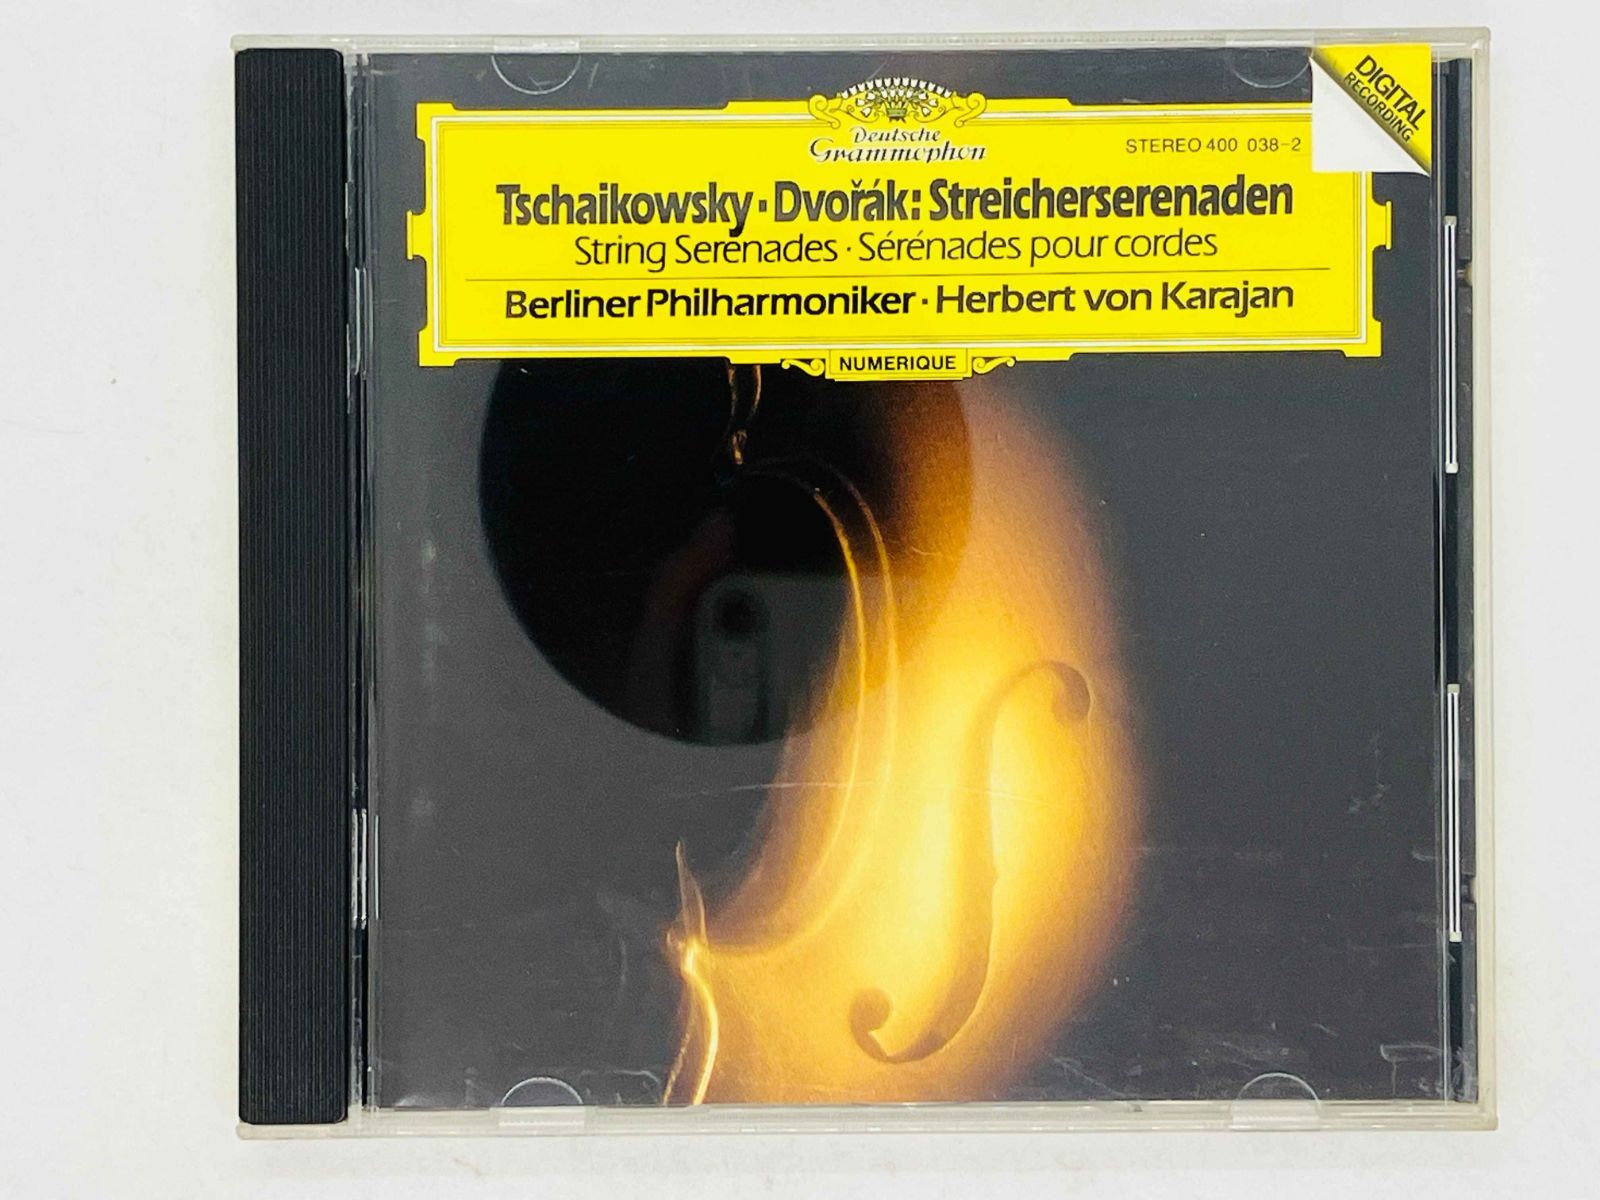 DIGITAL
RECORDING
Deutsche
Grammophon
STEREO 400 038-2
Tschaikowsky · Dvořák: Streicherserenaden
String Serenades · Sérénades pour cordes
Berliner Philharmoniker · Herbert von Karajan
NUMERIQUE